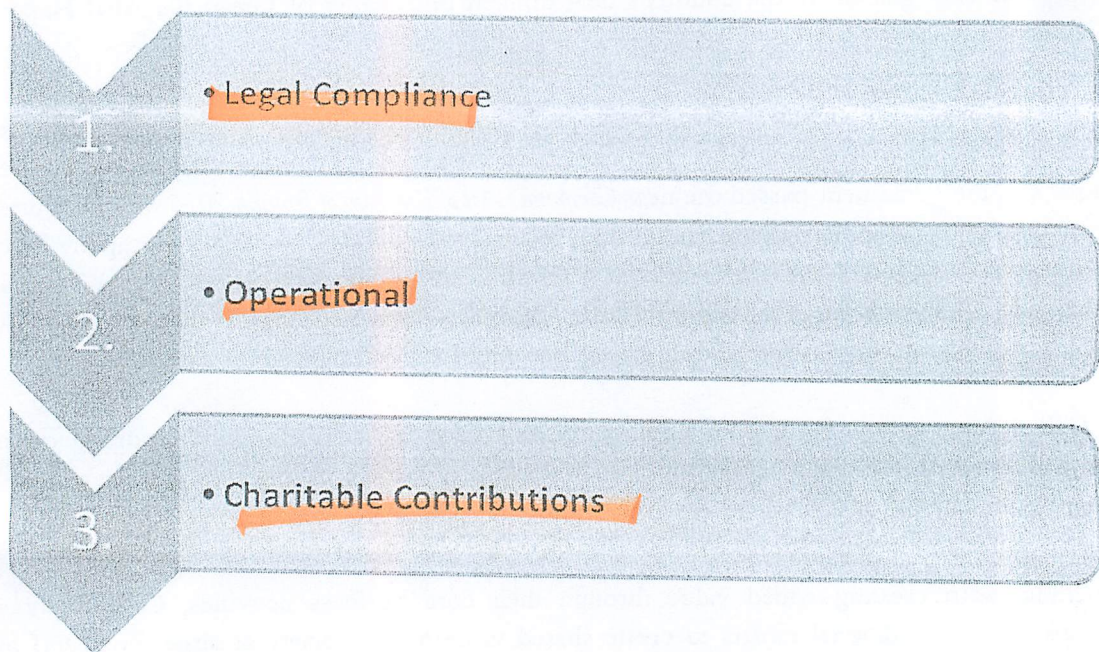 1.
• Legal Compliance
2.
• Operational
3.
• Charitable Contributions